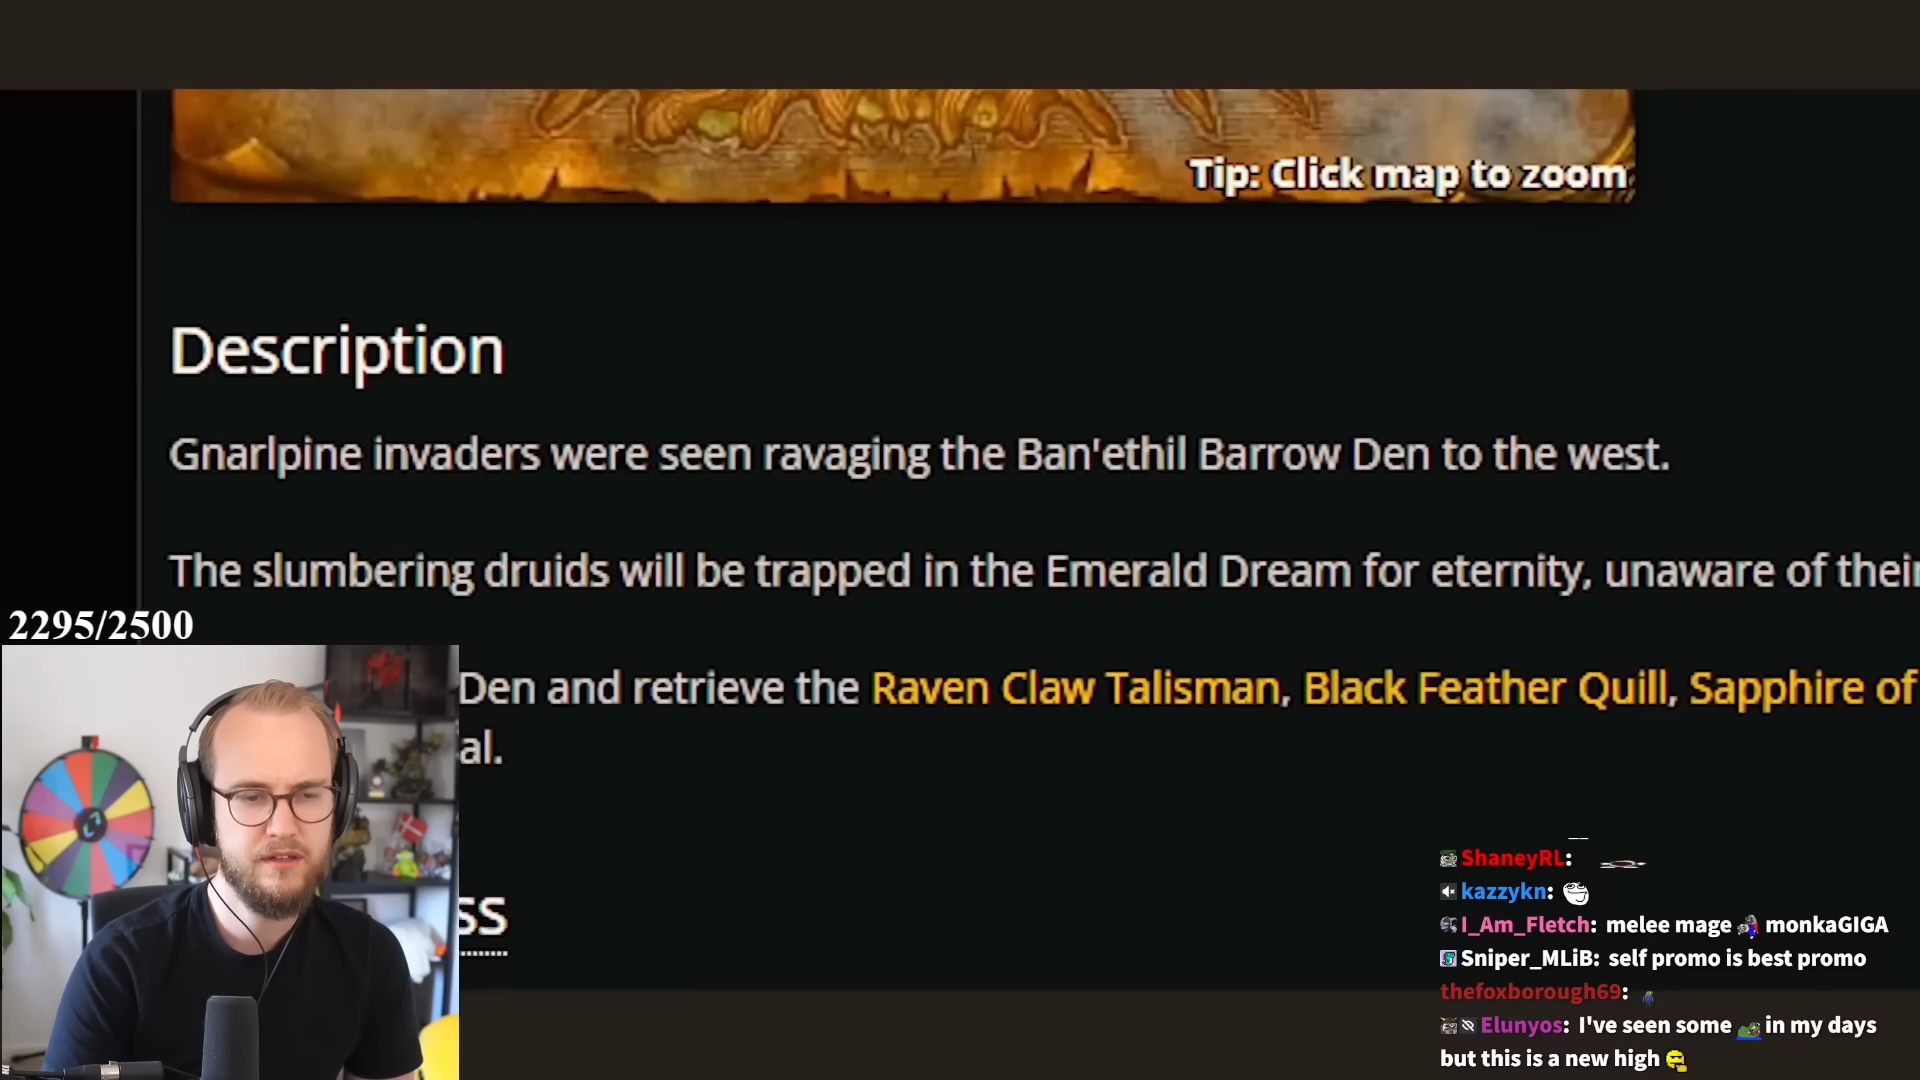 Tip: Click map to zoom
Description
Gnarlpine invaders were seen ravaging the Ban'ethil Barrow Den to the west.
The slumbering druids will be trapped in the Emerald Dream for eternity, unaware of their
2295/2500
Den and retrieve the Raven Claw Talisman, Black Feather Quill, Sapphire of
al.
ss
ShaneyRL:
kazzykn:
I_Am_Fletch: melee mage monkaGIGA
Sniper_MLiB: self promo is best promo
thefoxborough69:
Elunyos: I've seen some in my days
but this is a new high